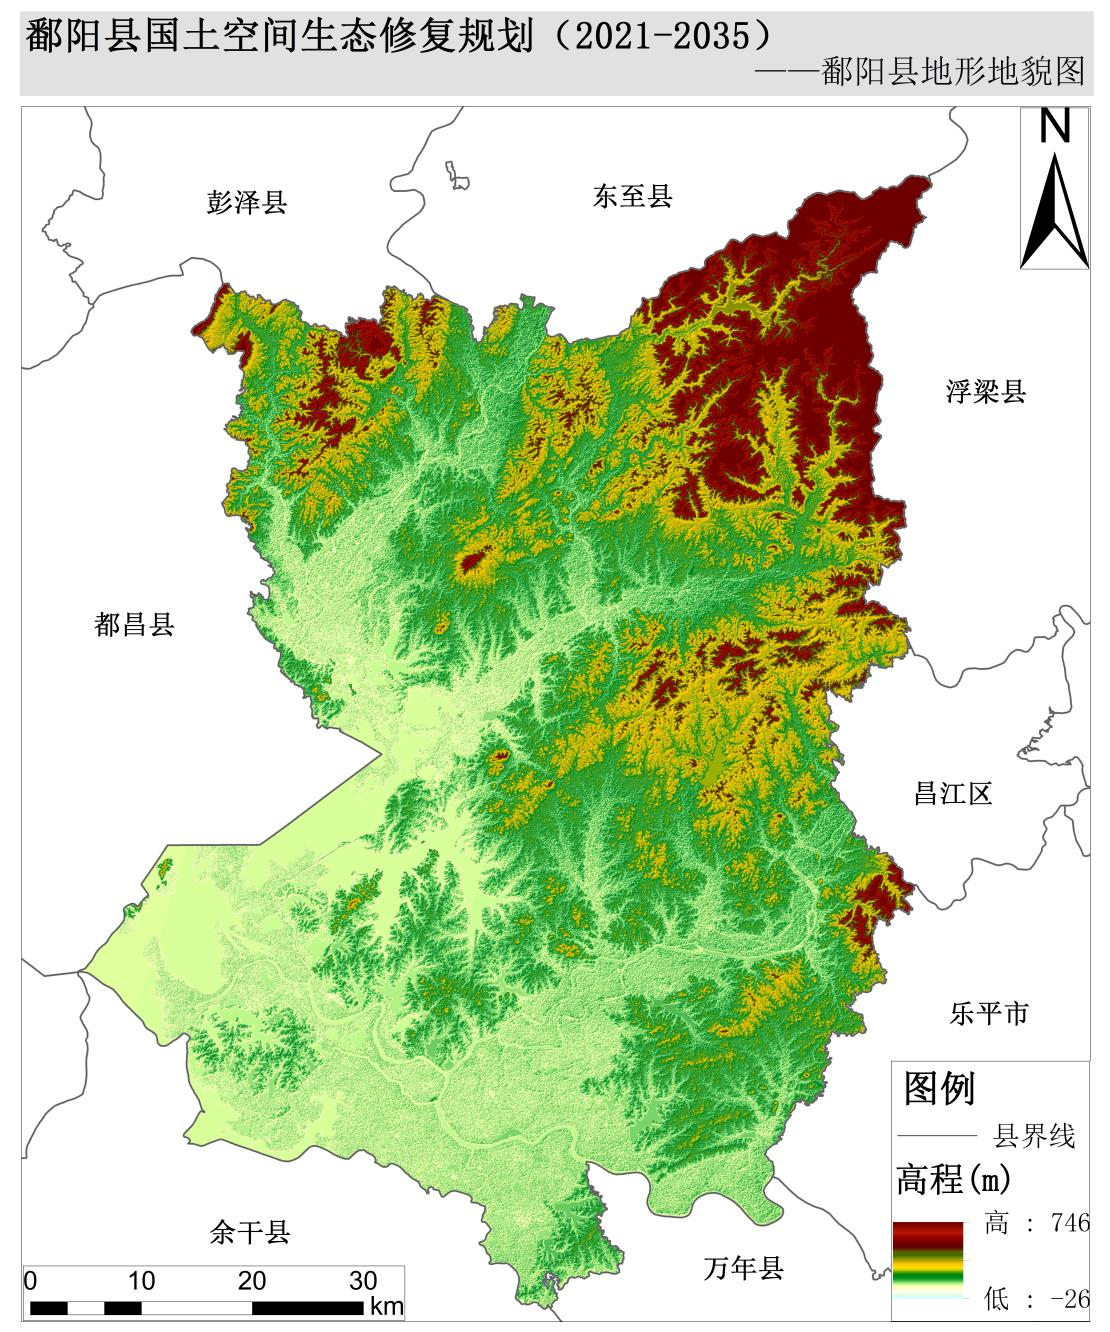 鄱阳县国土空间生态修复规划（2021-2035）
——鄱阳县地形地貌图
N
彭泽县
东至县
浮梁县
都昌县
昌江区
乐平市
余干县
万年县
图例
县界线
高程(m)
高 : 746
低 : -26
0 10 20 30
km